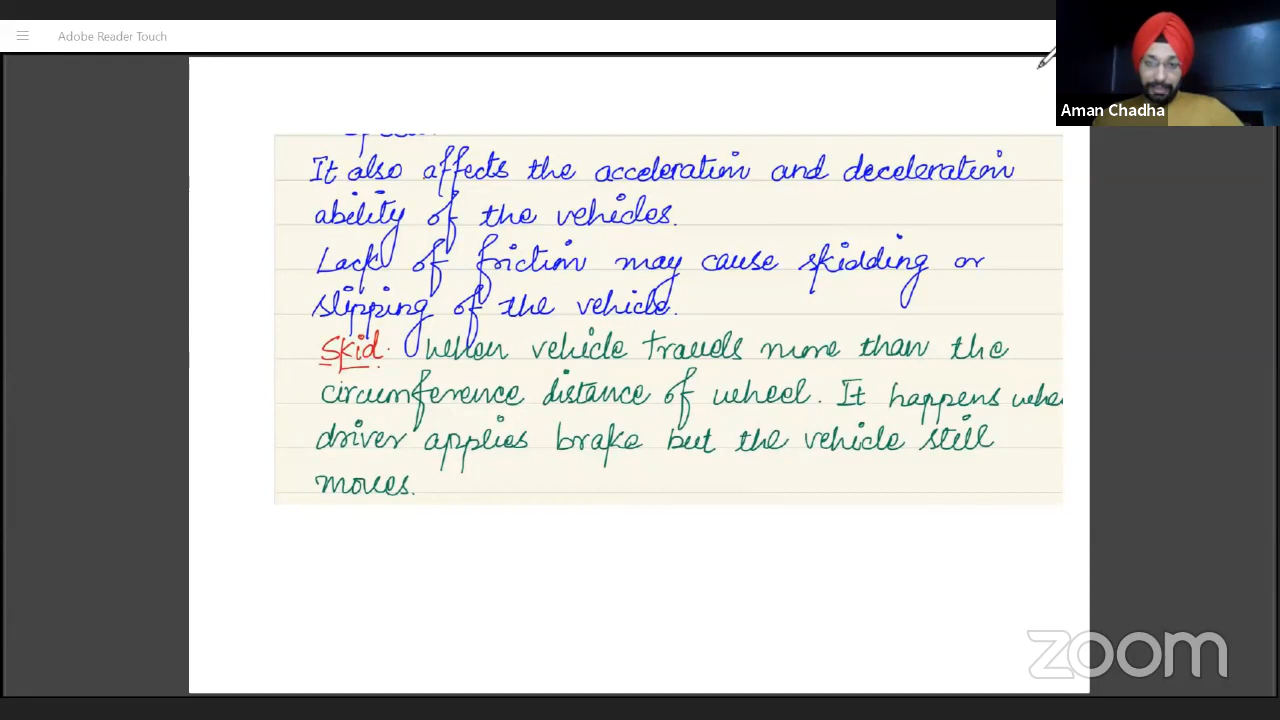 Adobe Reader Touch
Aman Chadha
It also affects the acceleration and deceleration
ability of the vehicles.
Lack of friction may cause skidding or
slipping of the vehicle.
Skid. When vehicle travels more than the
circumference distance of wheel. It happens whe
driver applies brake but the vehicle still
moves.
zoom